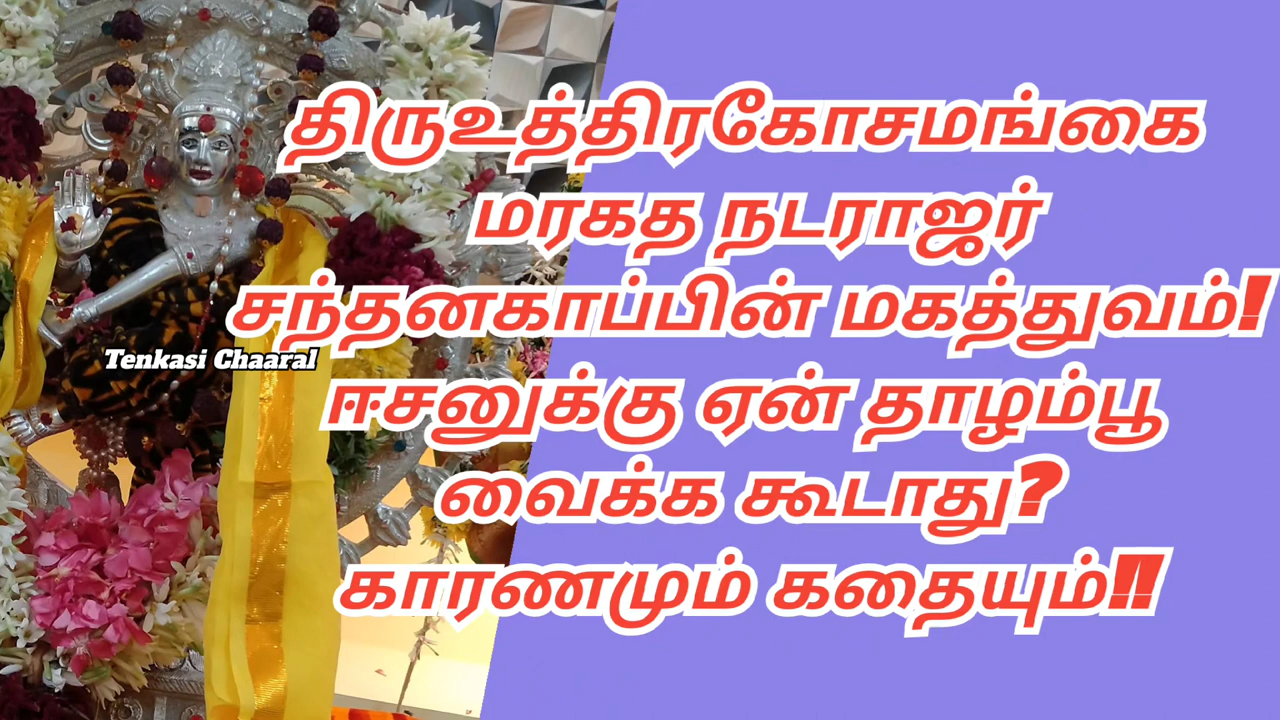 திருஉத்திரகோசமங்கை
மரகத நடராஜர்
சந்தனகாப்பின் மகத்துவம்!
Tenkasi Chaaral
ஈசனுக்கு ஏன் தாழம்பூ
வைக்க கூடாது?
காரணமும் கதையும்!!